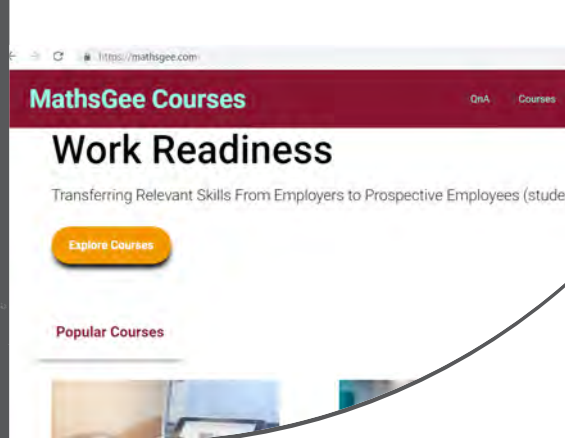 https://mathsgee.com
MathsGee Courses
QnA Courses
Work Readiness
Transferring Relevant Skills From Employers to Prospective Employees (stude
Explore Courses
Popular Courses